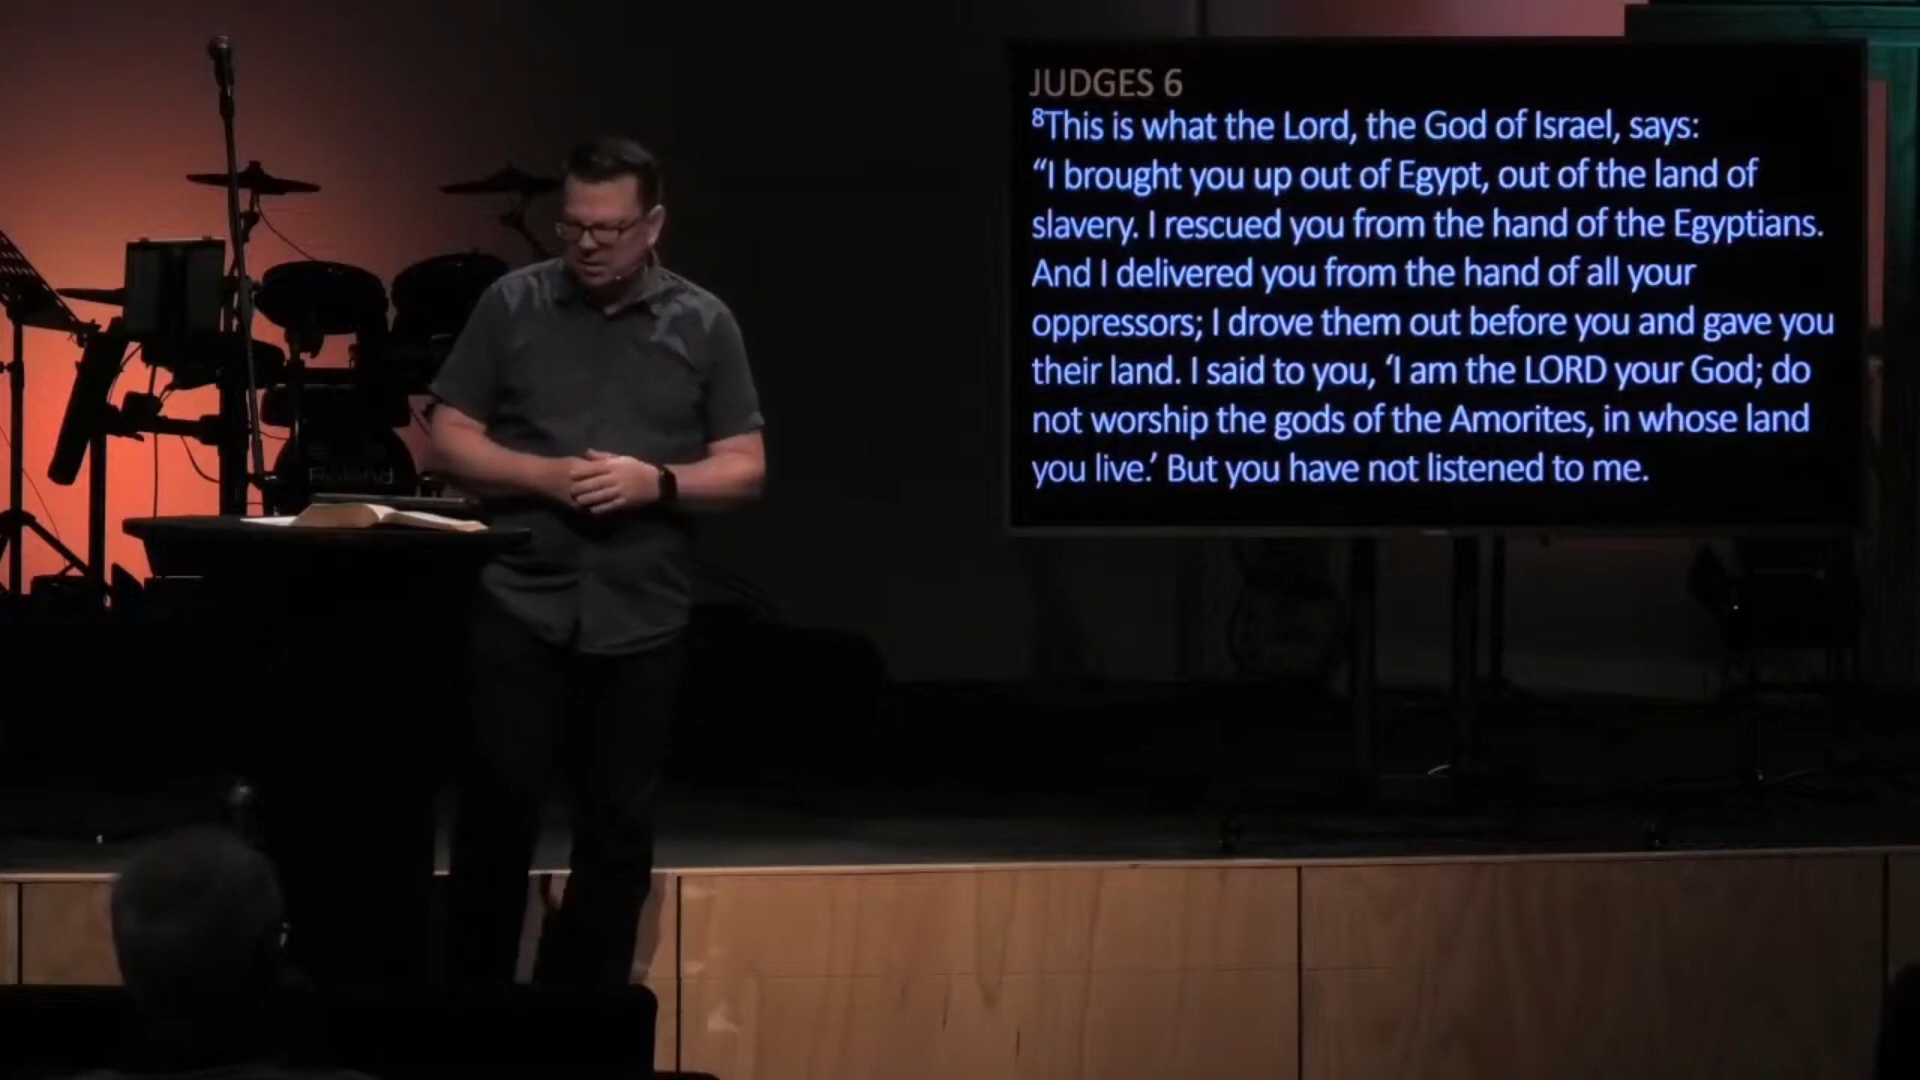 JUDGES 6
⁸This is what the Lord, the God of Israel, says:
“I brought you up out of Egypt, out of the land of
slavery. I rescued you from the hand of the Egyptians.
And I delivered you from the hand of all your
oppressors; I drove them out before you and gave you
their land. I said to you, ‘I am the LORD your God; do
not worship the gods of the Amorites, in whose land
you live.’ But you have not listened to me.
Roland